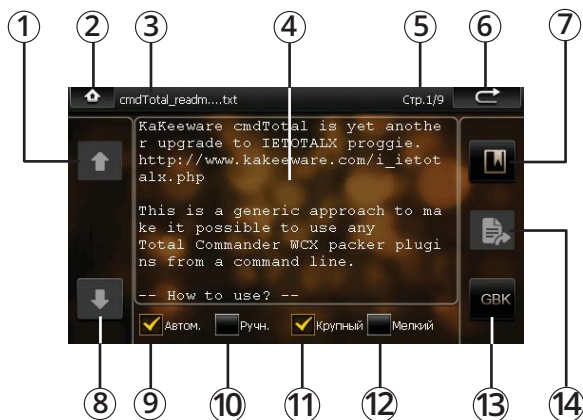 1 2 3 4 5 6 7
cmdTotal_readm....txt Стр.1/9
KaKeeware cmdTotal is yet anothe
r upgrade to IETOTALX proggie.
http://www.kakeeware.com/i_ietot
alx.php
This is a generic approach to ma
ke it possible to use any
Total Commander WCX packer plugi
ns from a command line.
-- How to use? --
GBK
Автом. Ручн. Крупный Мелкий
8 9 10 11 12 13 14